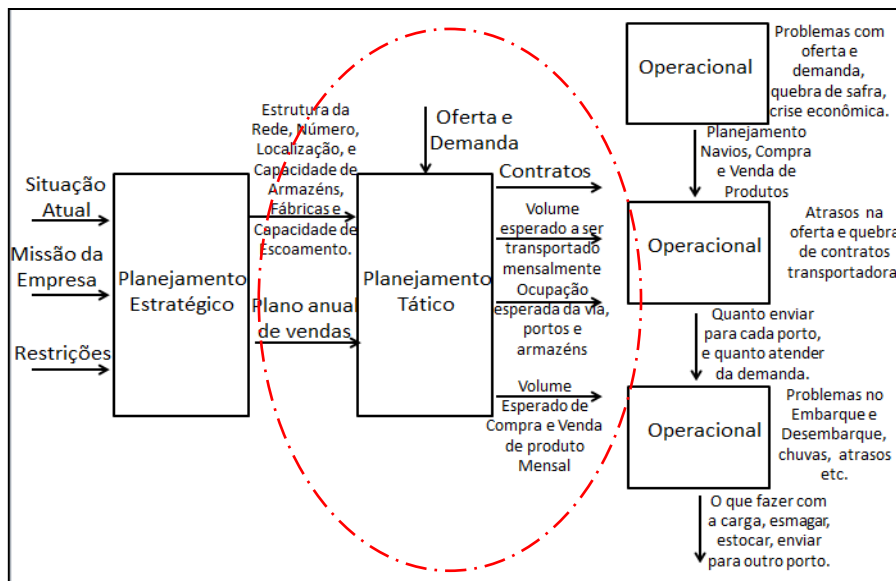 Situação
Atual
Missão da
Empresa
Restrições
Planejamento
Estratégico
Estrutura da
Rede, Número,
Localização, e
Capacidade de
Armazéns,
Fábricas e
Capacidade de
Escoamento.
Plano anual
de vendas
Oferta e
Demanda
Planejamento
Tático
Contratos
Volume
esperado a ser
transportado
mensalmente
Ocupação
esperada da via,
portos e
armazéns
Volume
Esperado de
Compra e Venda
de produto
Mensal
Operacional
Problemas com
oferta e
demanda,
quebra de safra,
crise econômica.
Planejamento
Navios, Compra
e Venda de
Produtos
Operacional
Atrasos na
oferta e quebra
de contratos
transportadora
Quanto enviar
para cada porto,
e quanto atender
da demanda.
Operacional
Problemas no
Embarque e
Desembarque,
chuvas, atrasos
etc.
O que fazer com
a carga, esmagar,
estocar, enviar
para outro porto.